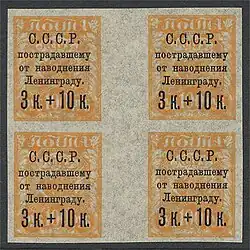 С.С.С.Р.
пострадавшему
от наводнения
Ленинграду.
3 к. + 10 к.
С.С.С.Р.
пострадавшему
от наводнения
Ленинграду.
3 к. + 10 к.
С.С.С.Р.
пострадавшему
от наводнения
Ленинграду.
3 к. + 10 к.
С.С.С.Р.
пострадавшему
от наводнения
Ленинграду.
3 к. + 10 к.